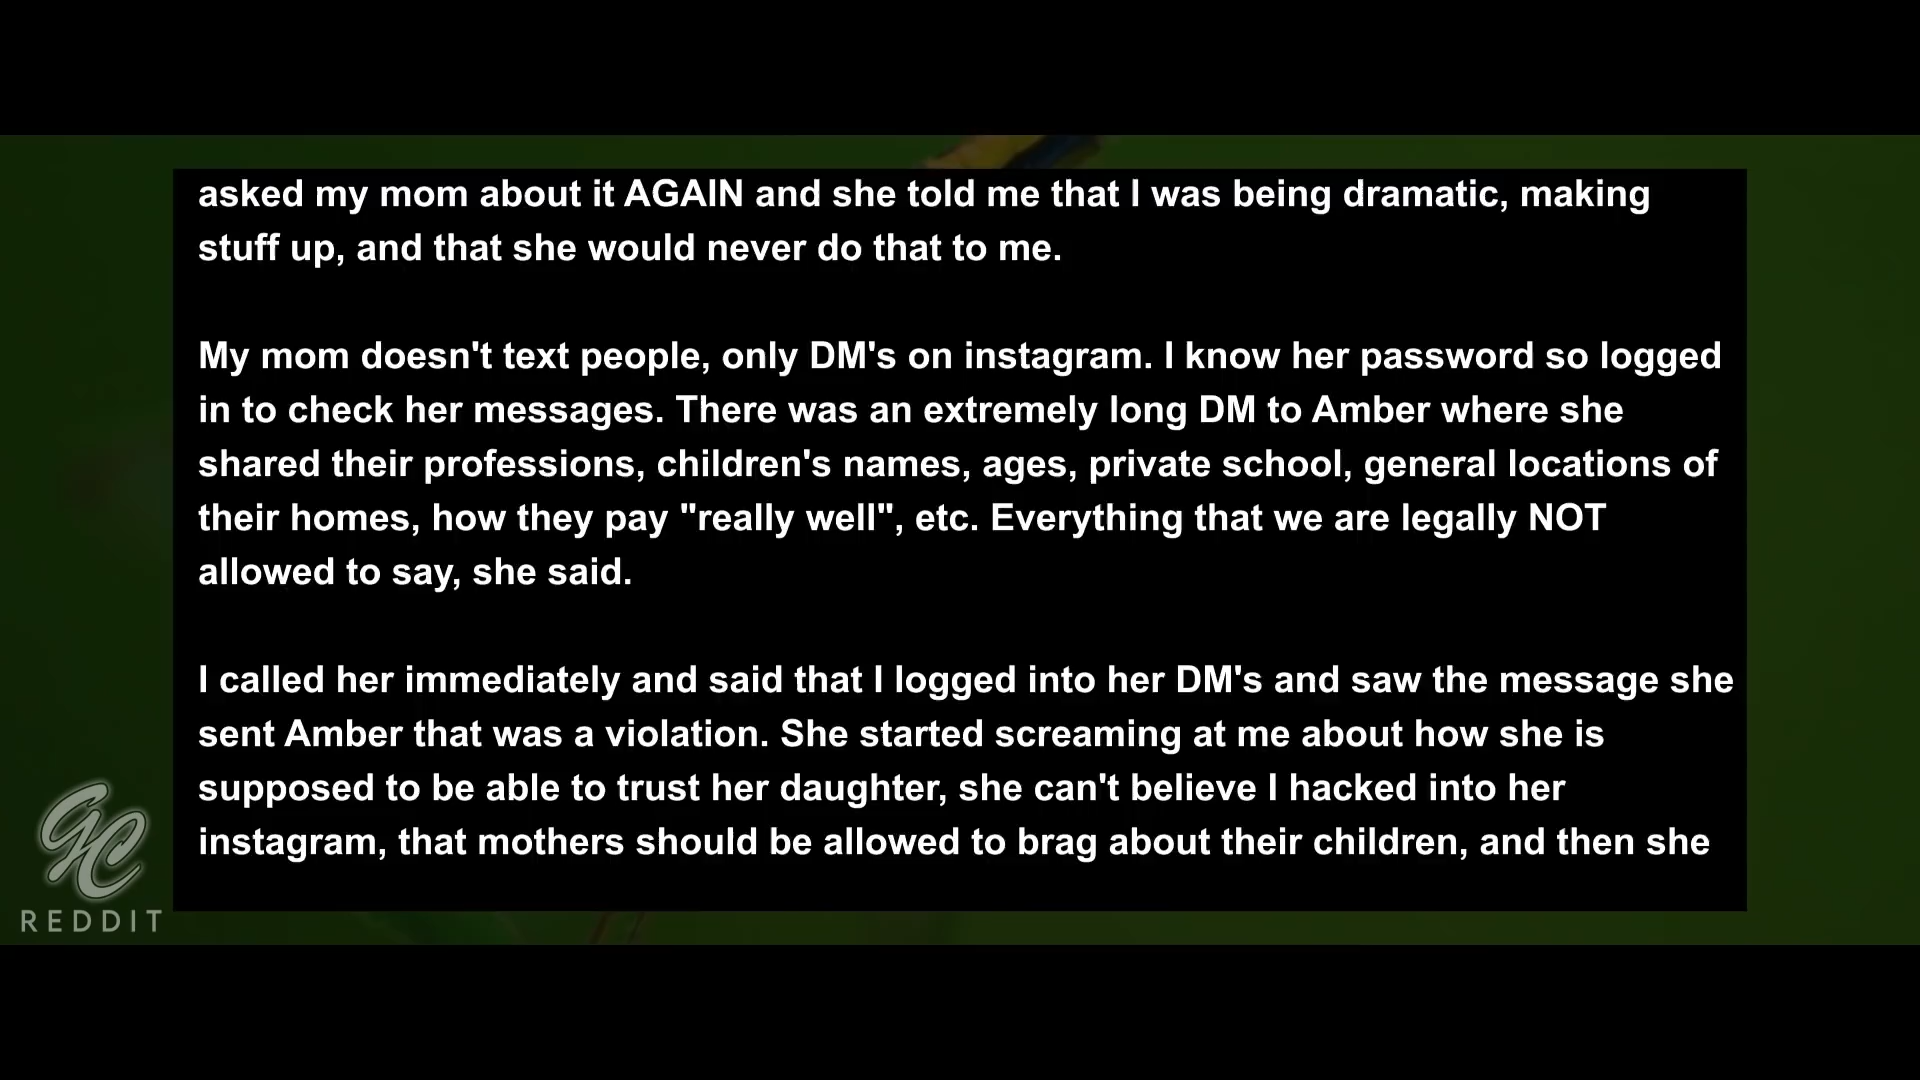 asked my mom about it AGAIN and she told me that I was being dramatic, making
stuff up, and that she would never do that to me.
My mom doesn't text people, only DM's on instagram. I know her password so logged
in to check her messages. There was an extremely long DM to Amber where she
shared their professions, children's names, ages, private school, general locations of
their homes, how they pay "really well", etc. Everything that we are legally NOT
allowed to say, she said.
I called her immediately and said that I logged into her DM's and saw the message she
sent Amber that was a violation. She started screaming at me about how she is
supposed to be able to trust her daughter, she can't believe I hacked into her
instagram, that mothers should be allowed to brag about their children, and then she
GC
REDDIT